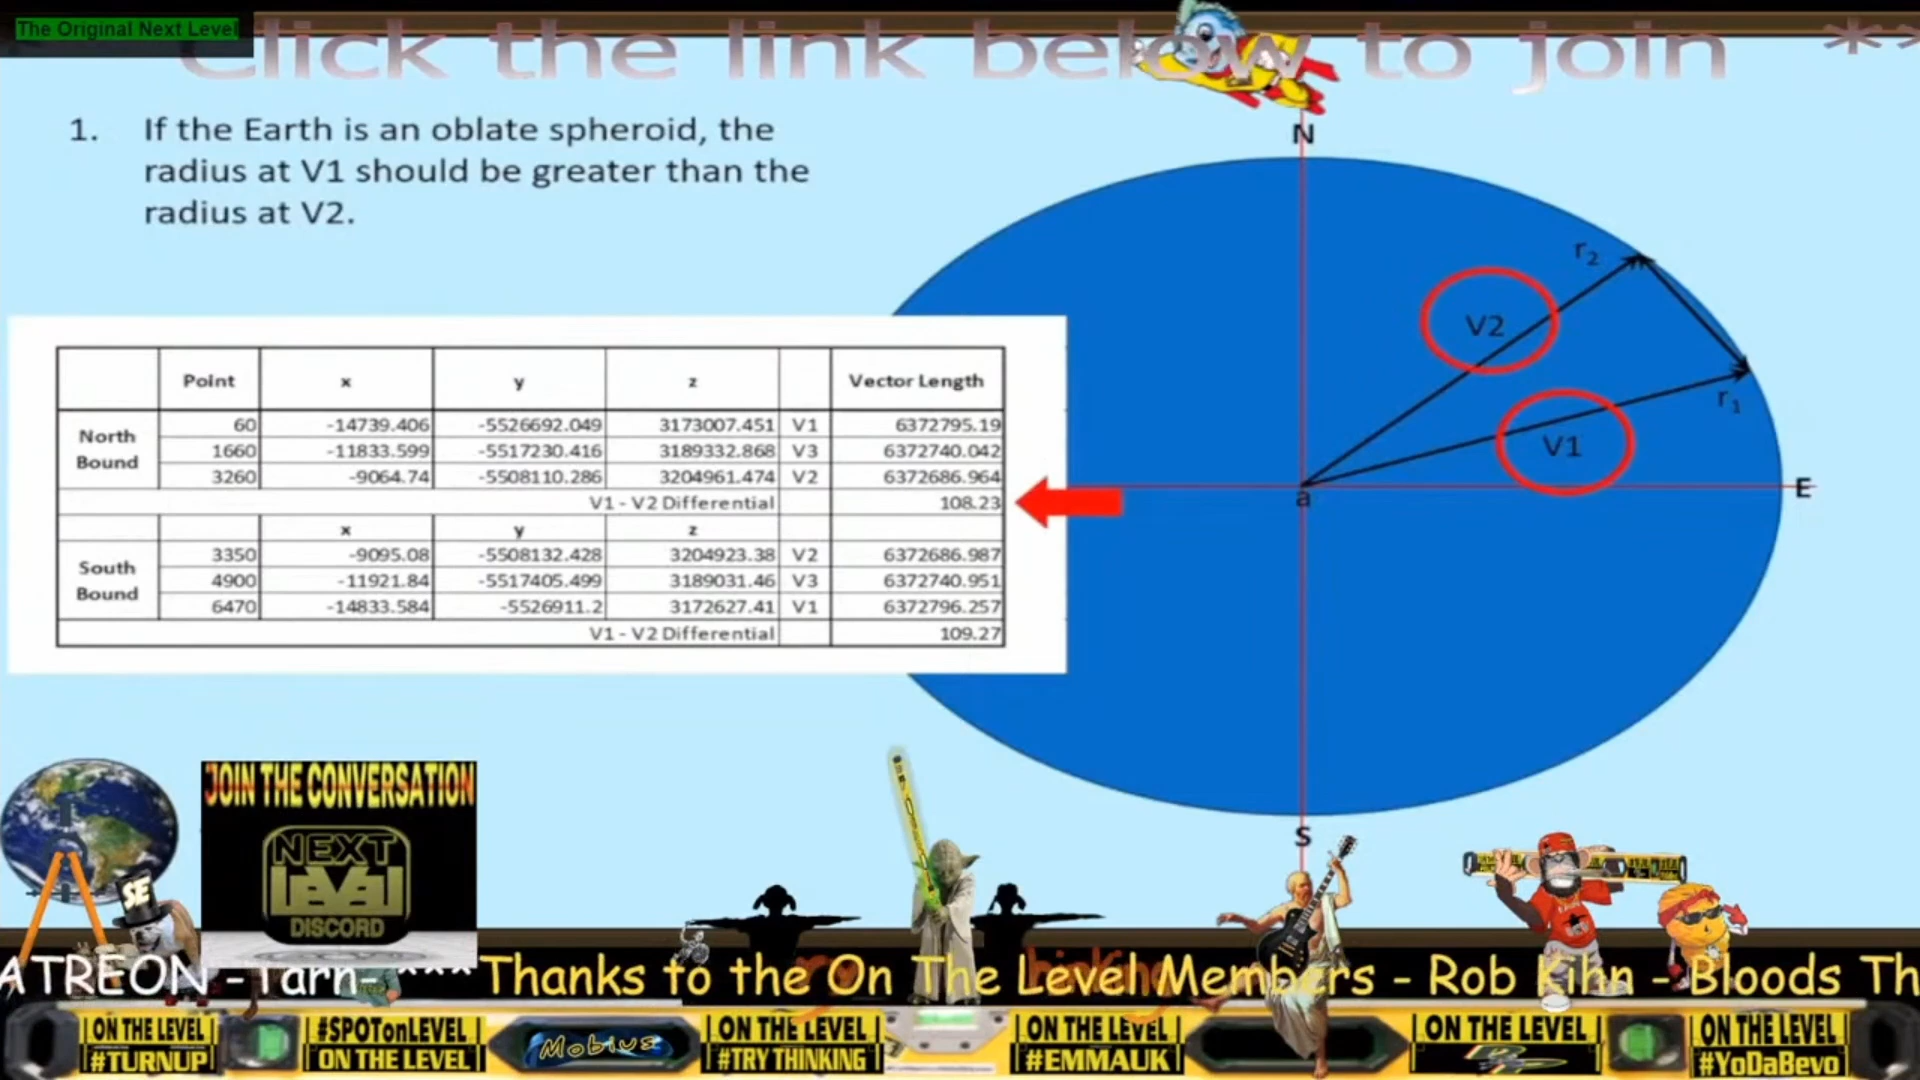 The Original Next Level
Click the link below to join **
1. If the Earth is an oblate spheroid, the
radius at V1 should be greater than the
radius at V2.
N
r2
V2
r1
V1
a
E
S
Point x y z Vector Length
North Bound
60 -14739.406 -5526692.049 3173007.451 V1 6372795.19
1660 -11833.599 -5517230.416 3189332.868 V3 6372740.042
3260 -9064.74 -5508110.286 3204961.474 V2 6372686.964
V1 - V2 Differential 108.23
x y z
South Bound
3350 -9095.08 -5508132.428 3204923.38 V2 6372686.987
4900 -11921.84 -5517405.499 3189031.46 V3 6372740.951
6470 -14833.584 -5526911.2 3172627.41 V1 6372796.257
V1 - V2 Differential 109.27
SE
JOIN THE CONVERSATION
NEXT
LEVEL
DISCORD
ATREON - Tarn- *** Thanks to the On The Level Members - Rob Kihn - Bloods Th
ON THE LEVEL
#TURNUP
#SPOTonLEVEL
ON THE LEVEL
Mobius
ON THE LEVEL
#TRY THINKING
ON THE LEVEL
#EMMAUK
ON THE LEVEL
ON THE LEVEL
#YoDaBevo